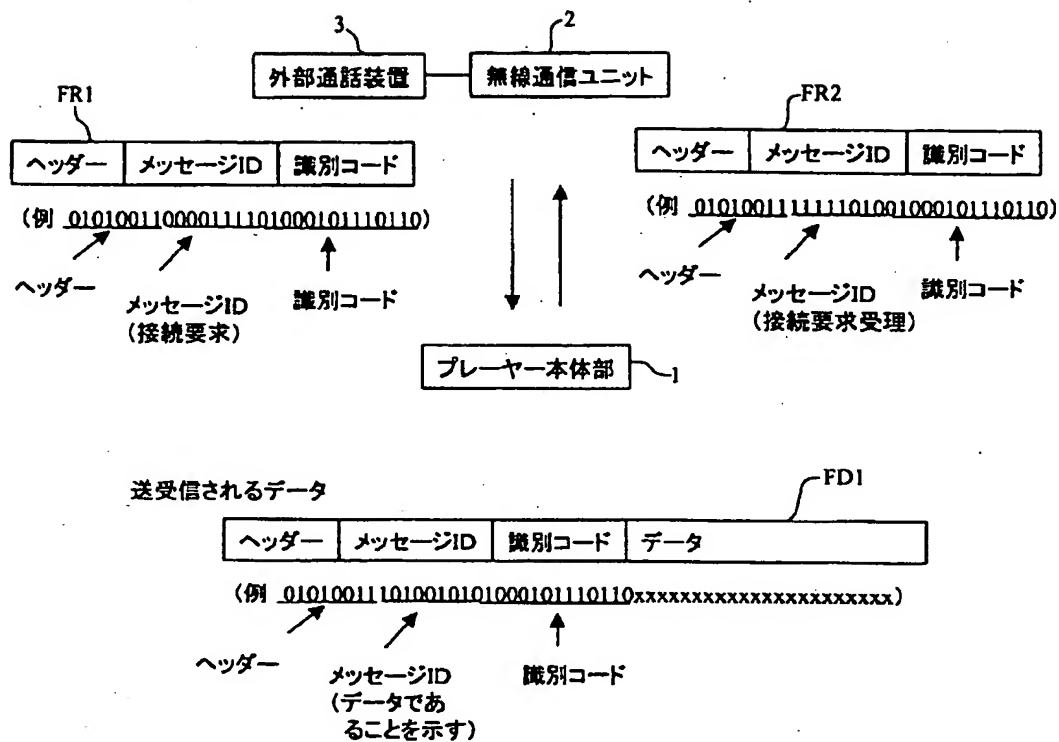 3
2
外部通話装置
無線通信ユニット
FR1
ヘッダー メッセージID 識別コード
(例 0101001100001111010001011 10110)
ヘッダー
メッセージID
(接続要求)
識別コード
FR2
ヘッダー メッセージID 識別コード
(例 0101001111111101001000101110110)
ヘッダー
メッセージID
(接続要求受理)
識別コード
プレーヤー本体部
1
送受信されるデータ
FD1
ヘッダー メッセージID 識別コード データ
(例 0101001110100101010001011 10110xxxxxxxxxxxxxxxxxxxxxxx)
ヘッダー
メッセージID
(データであ
ることを示す)
識別コード